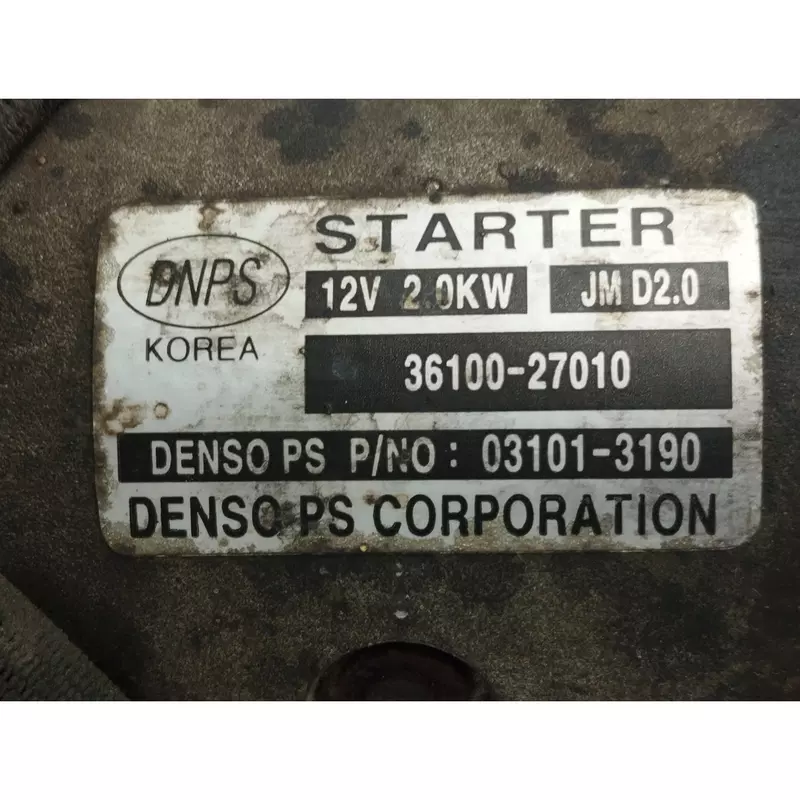 STARTER
DNPS
12V 2.0KW JM D2.0
KOREA
36100-27010
DENSO PS P/NO: 03101-3190
DENSO PS CORPORATION